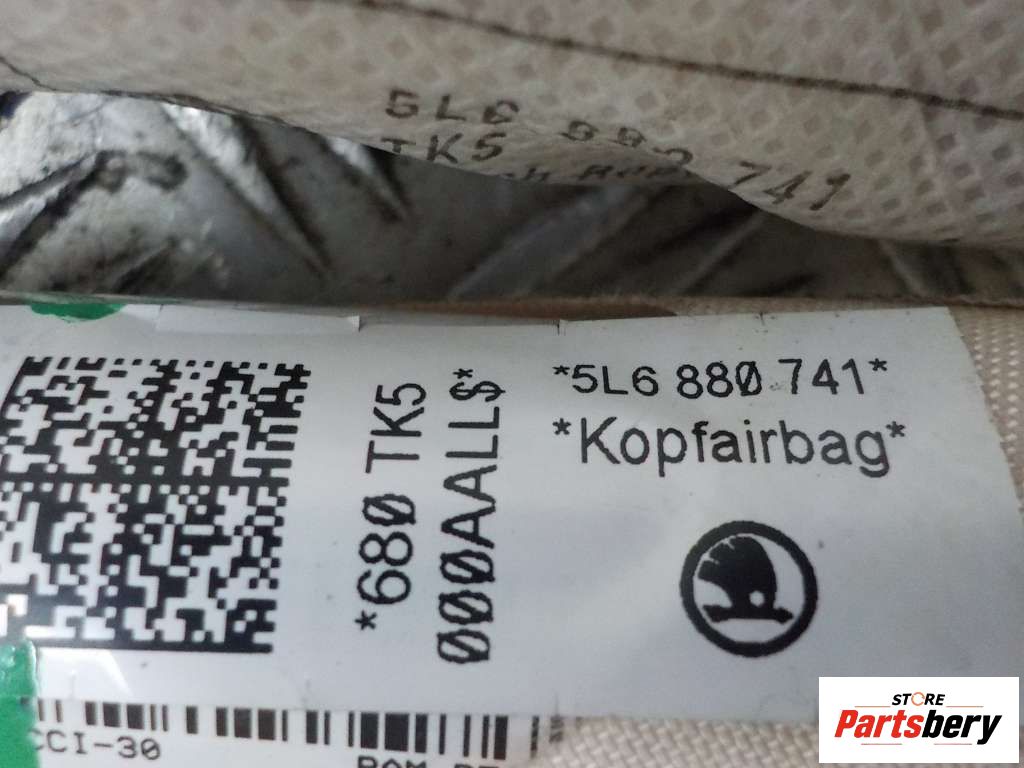 5L6 880 741
TK5
*5L6 880 741*
*Kopfairbag*
*680 TK5
000AALL$*
CCI-30
STORE
Partsbery